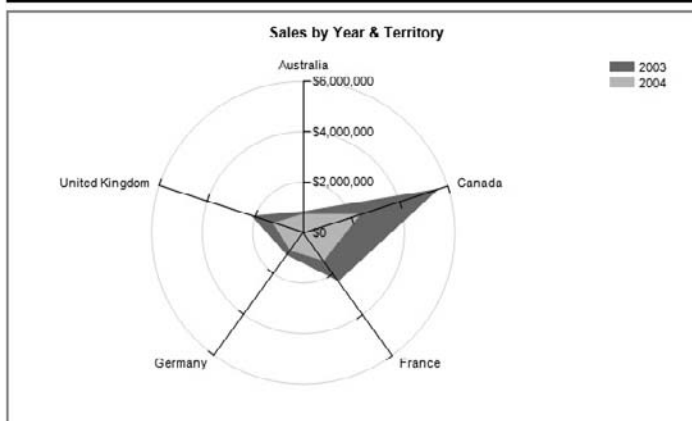 Sales by Year & Territory
Australia
$6,000,000
2003
2004
$4,000,000
$2,000,000
United Kingdom
Canada
$0
Germany
France